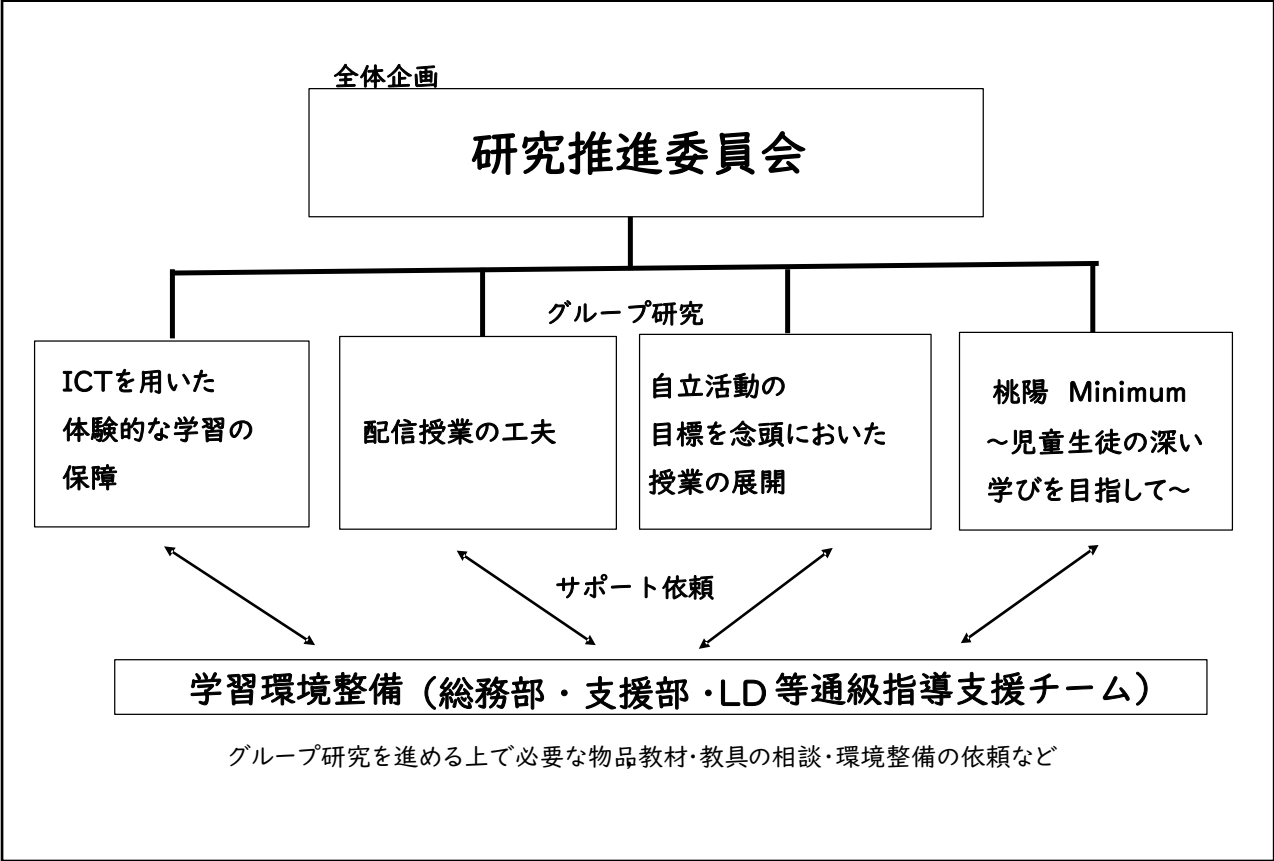 全体企画
研究推進委員会
グループ研究
ICTを用いた
体験的な学習の
保障
配信授業の工夫
自立活動の
目標を念頭においた
授業の展開
桃陽　Minimum
～児童生徒の深い
学びを目指して～
サポート依頼
学習環境整備（総務部・支援部・LD等通級指導支援チーム）
グループ研究を進める上で必要な物品教材・教具の相談・環境整備の依頼など